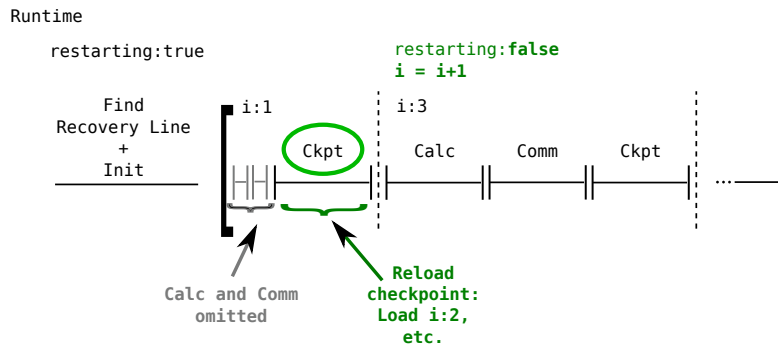 Runtime
restarting:true
restarting:false
i = i+1
Find
Recovery Line
+
Init
i:1
i:3
Ckpt
Calc
Comm
Ckpt
...
Calc and Comm
omitted
Reload
checkpoint:
Load i:2,
etc.